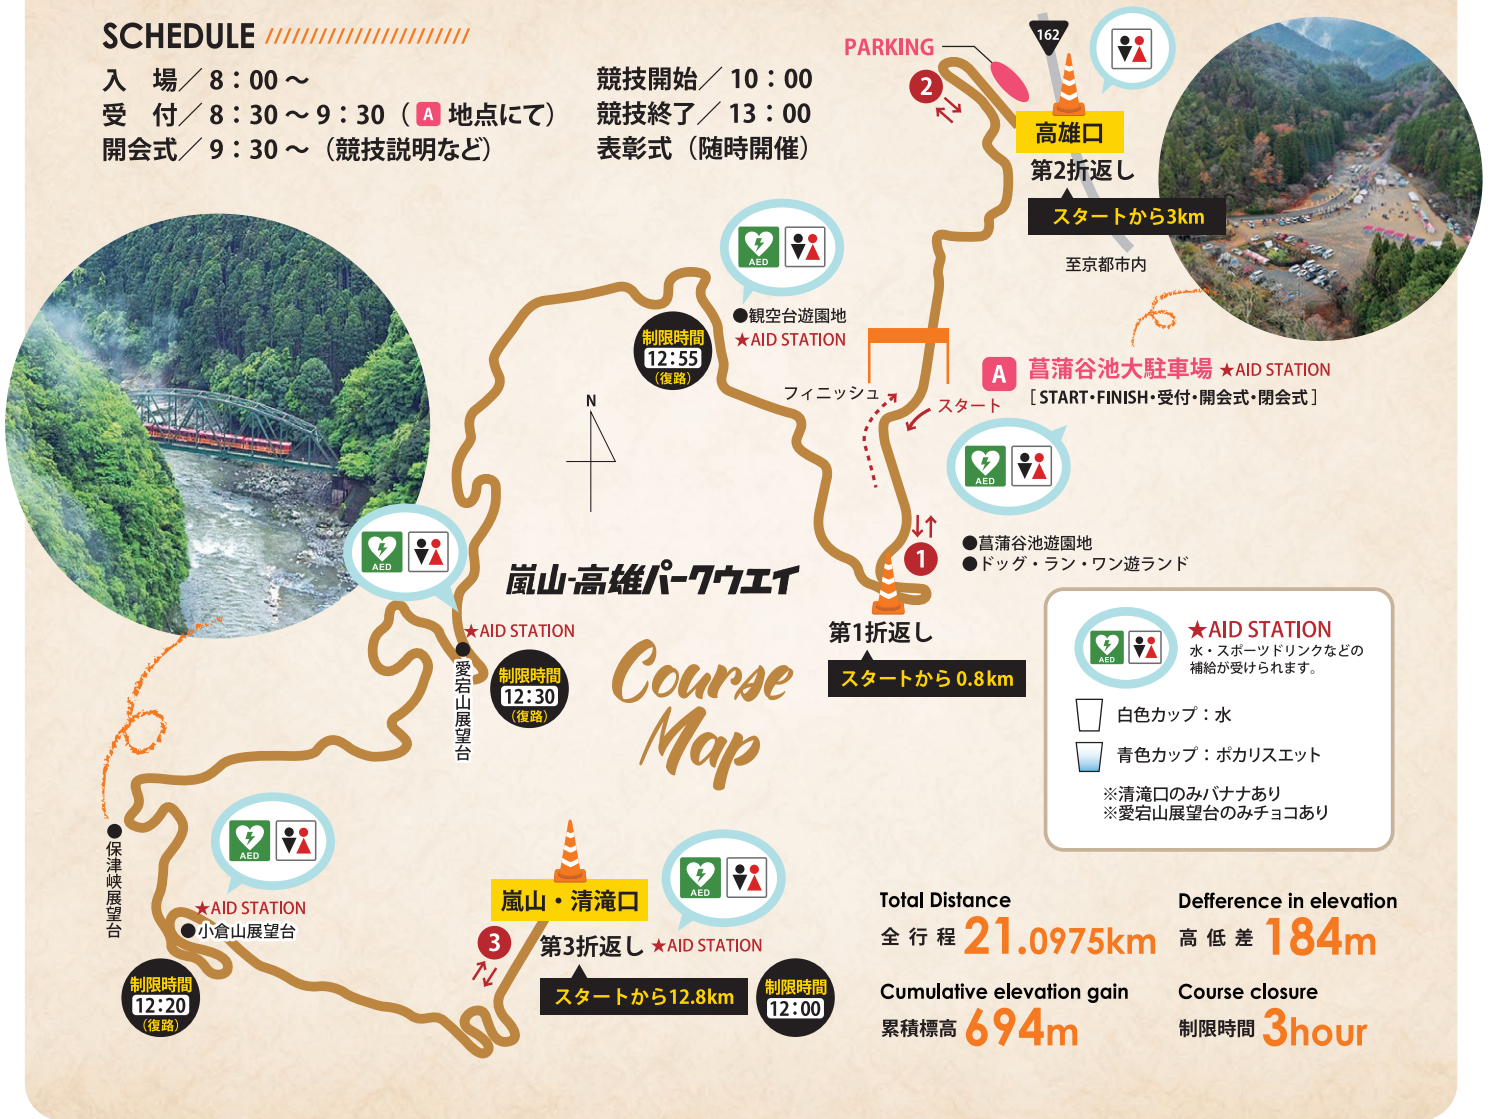 SCHEDULE
入　場／ 8：00 〜
受　付／ 8：30 〜 9：30（ A 地点にて）
開会式／ 9：30 〜（競技説明など）
競技開始／ 10：00
競技終了／ 13：00
表彰式（随時開催）
PARKING
2
162
高雄口
第2折返し
スタートから3km
至京都市内
AED
●観空台遊園地
★AID STATION
制限時間
12:55
（復路）
A 菖蒲谷池大駐車場 ★AID STATION
［START・FINISH・受付・開会式・閉会式］
フィニッシュ
スタート
AED
N
1
●菖蒲谷池遊園地
●ドッグ・ラン・ワン遊ランド
第1折返し
スタートから 0.8km
嵐山-高雄パークウエイ
Course
Map
AED
★AID STATION
愛宕山展望台
制限時間
12:30
（復路）
AED
★AID STATION
水・スポーツドリンクなどの
補給が受けられます。
白色カップ：水
青色カップ：ポカリスエット
※清滝口のみバナナあり
※愛宕山展望台のみチョコあり
保津峡展望台
AED
★AID STATION
●小倉山展望台
制限時間
12:20
（復路）
嵐山・清滝口
AED
3
第3折返し ★AID STATION
スタートから12.8km
制限時間
12:00
Total Distance
全行程 21.0975km
Defference in elevation
高低差 184m
Cumulative elevation gain
累積標高 694m
Course closure
制限時間 3hour